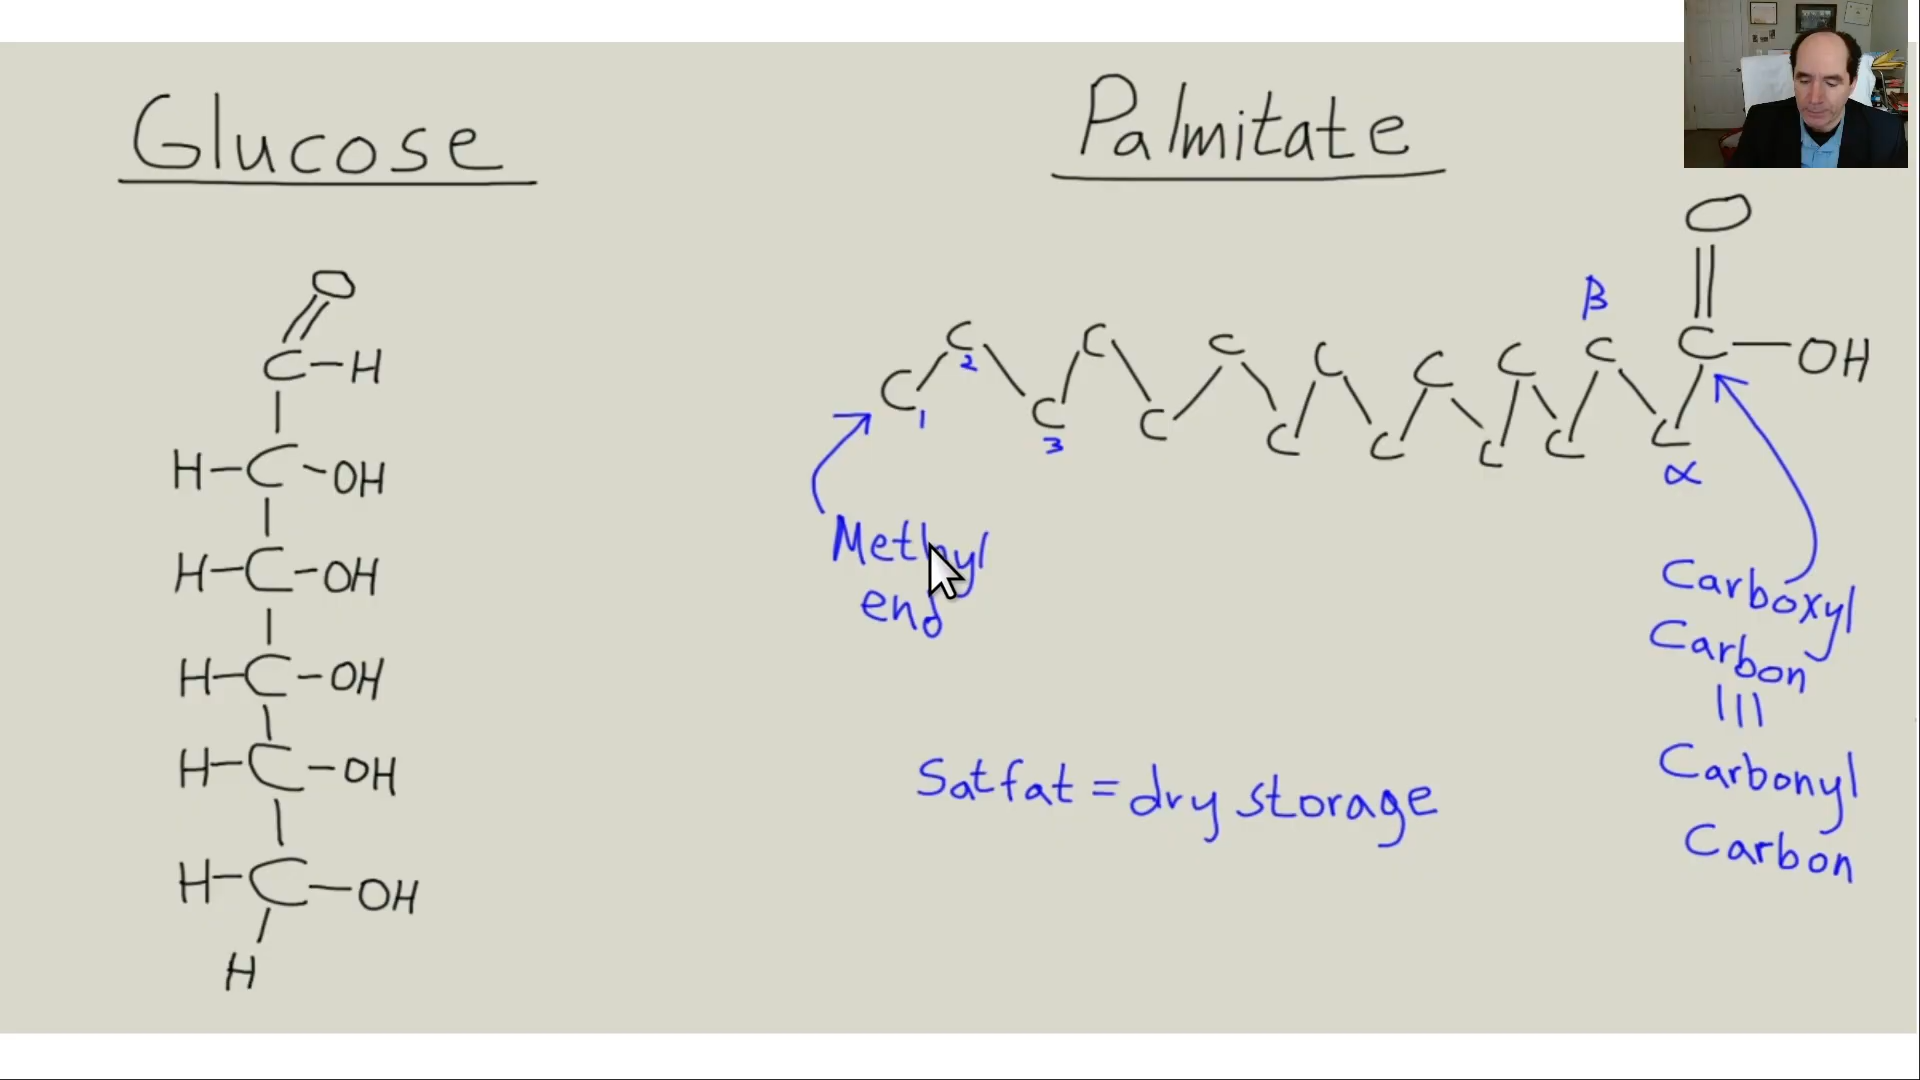 Glucose
O
C-H
H-C-OH
H-C-OH
H-C-OH
H-C-OH
H-C-OH
H
Palmitate
O
β
C C C C C C C C C-OH
C C C C C C C C
1 2 3
α
Methyl
end
Carboxyl
Carbon
|||
Carbonyl
Carbon
Satfat = dry storage